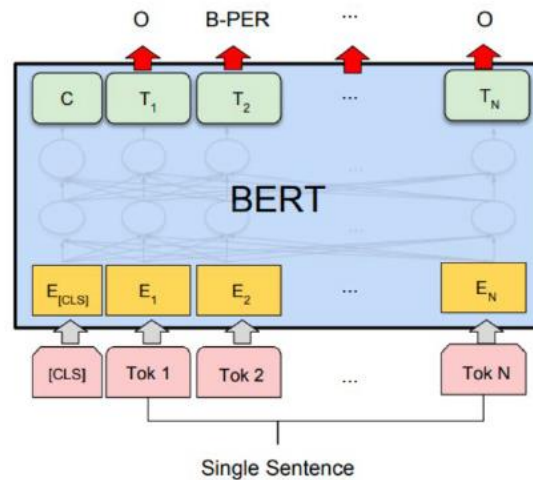 O B-PER ... O
C T1 T2 ... TN
...
...
BERT
E[CLS] E1 E2 ... EN
[CLS] Tok 1 Tok 2 ... Tok N
Single Sentence